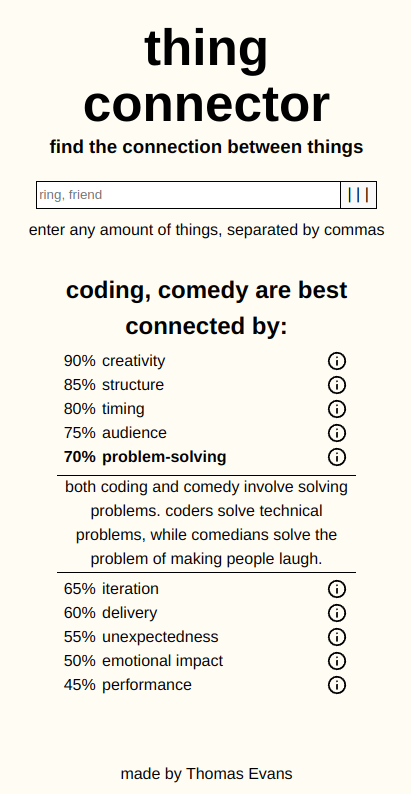 thing
connector
find the connection between things
ring, friend |||
enter any amount of things, separated by commas
coding, comedy are best
connected by:
90% creativity
85% structure
80% timing
75% audience
70% problem-solving
both coding and comedy involve solving
problems. coders solve technical
problems, while comedians solve the
problem of making people laugh.
65% iteration
60% delivery
55% unexpectedness
50% emotional impact
45% performance
made by Thomas Evans